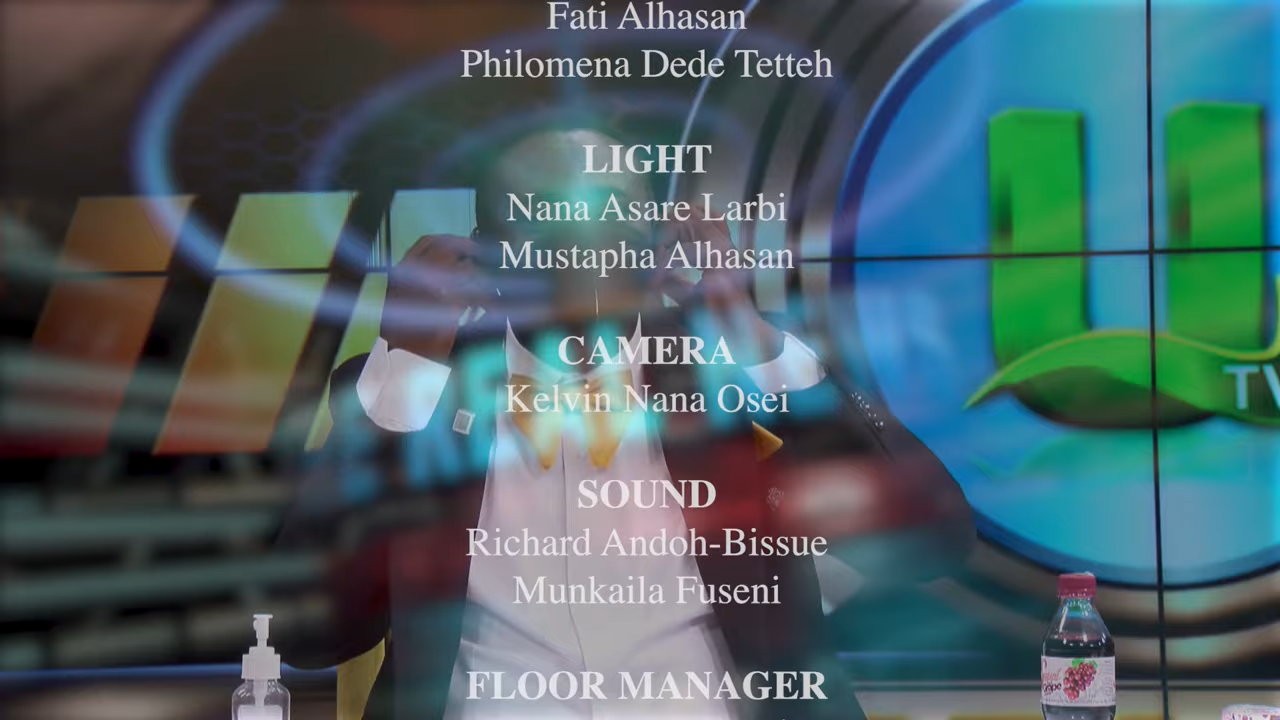 Fati Alhasan
Philomena Dede Tetteh
LIGHT
Nana Asare Larbi
Mustapha Alhasan
CAMERA
Kelvin Nana Osei
SOUND
Richard Andoh-Bissue
Munkaila Fuseni
FLOOR MANAGER
U
TV